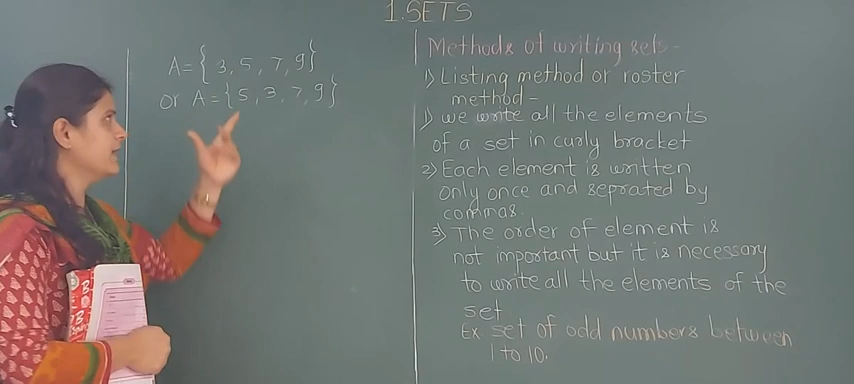 1. SETS
A = { 3, 5, 7, 9 }
or A = { 5, 3, 7, 9 }
Methods of writing sets -
1) Listing method or roster
method -
1) we write all the elements
of a set in curly bracket
2) Each element is written
only once and seprated by
commas.
3) The order of element is
not important but it is necessary
to write all the elements of the
set
Ex set of odd numbers between
1 to 10.